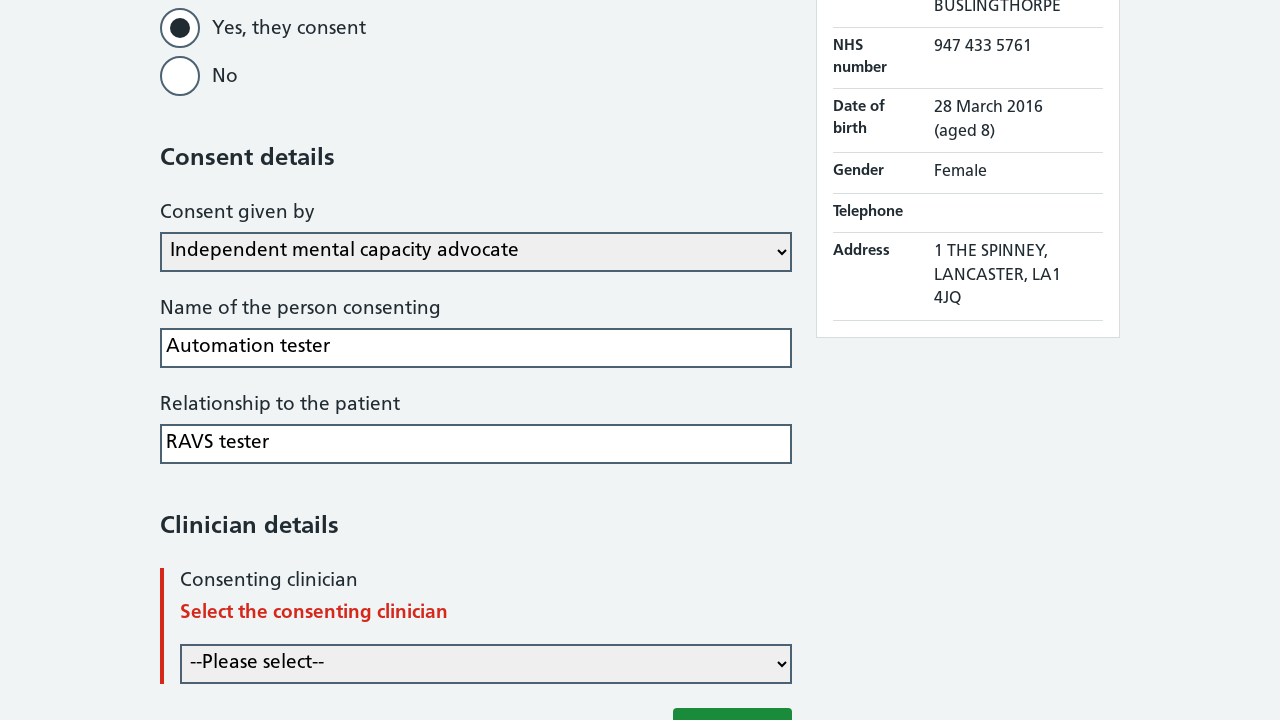 Yes, they consent
No
Consent details
Consent given by
Independent mental capacity advocate
Name of the person consenting
Automation tester
Relationship to the patient
RAVS tester
Clinician details
Consenting clinician
Select the consenting clinician
--Please select--
BUSLINGTHORPE
NHS number
947 433 5761
Date of birth
28 March 2016
(aged 8)
Gender
Female
Telephone
Address
1 THE SPINNEY,
LANCASTER, LA1
4JQ